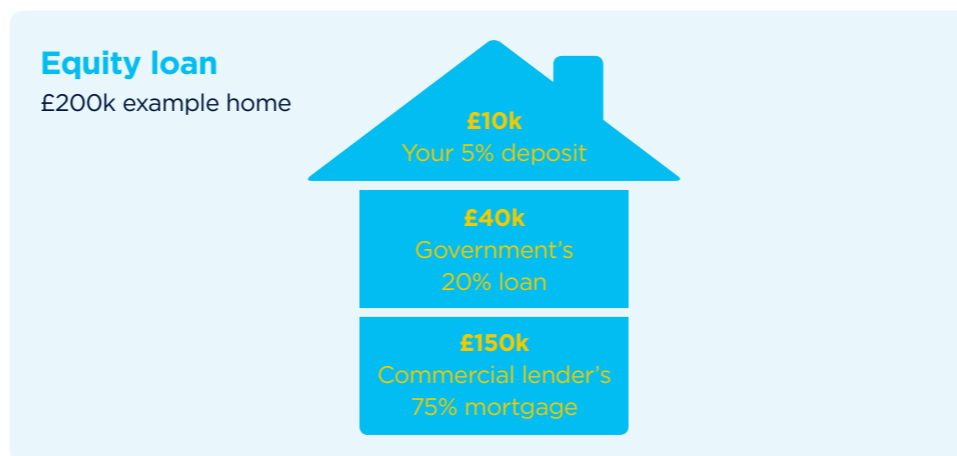 Equity loan
£200k example home
£10k
Your 5% deposit
£40k
Government’s
20% loan
£150k
Commercial lender’s
75% mortgage